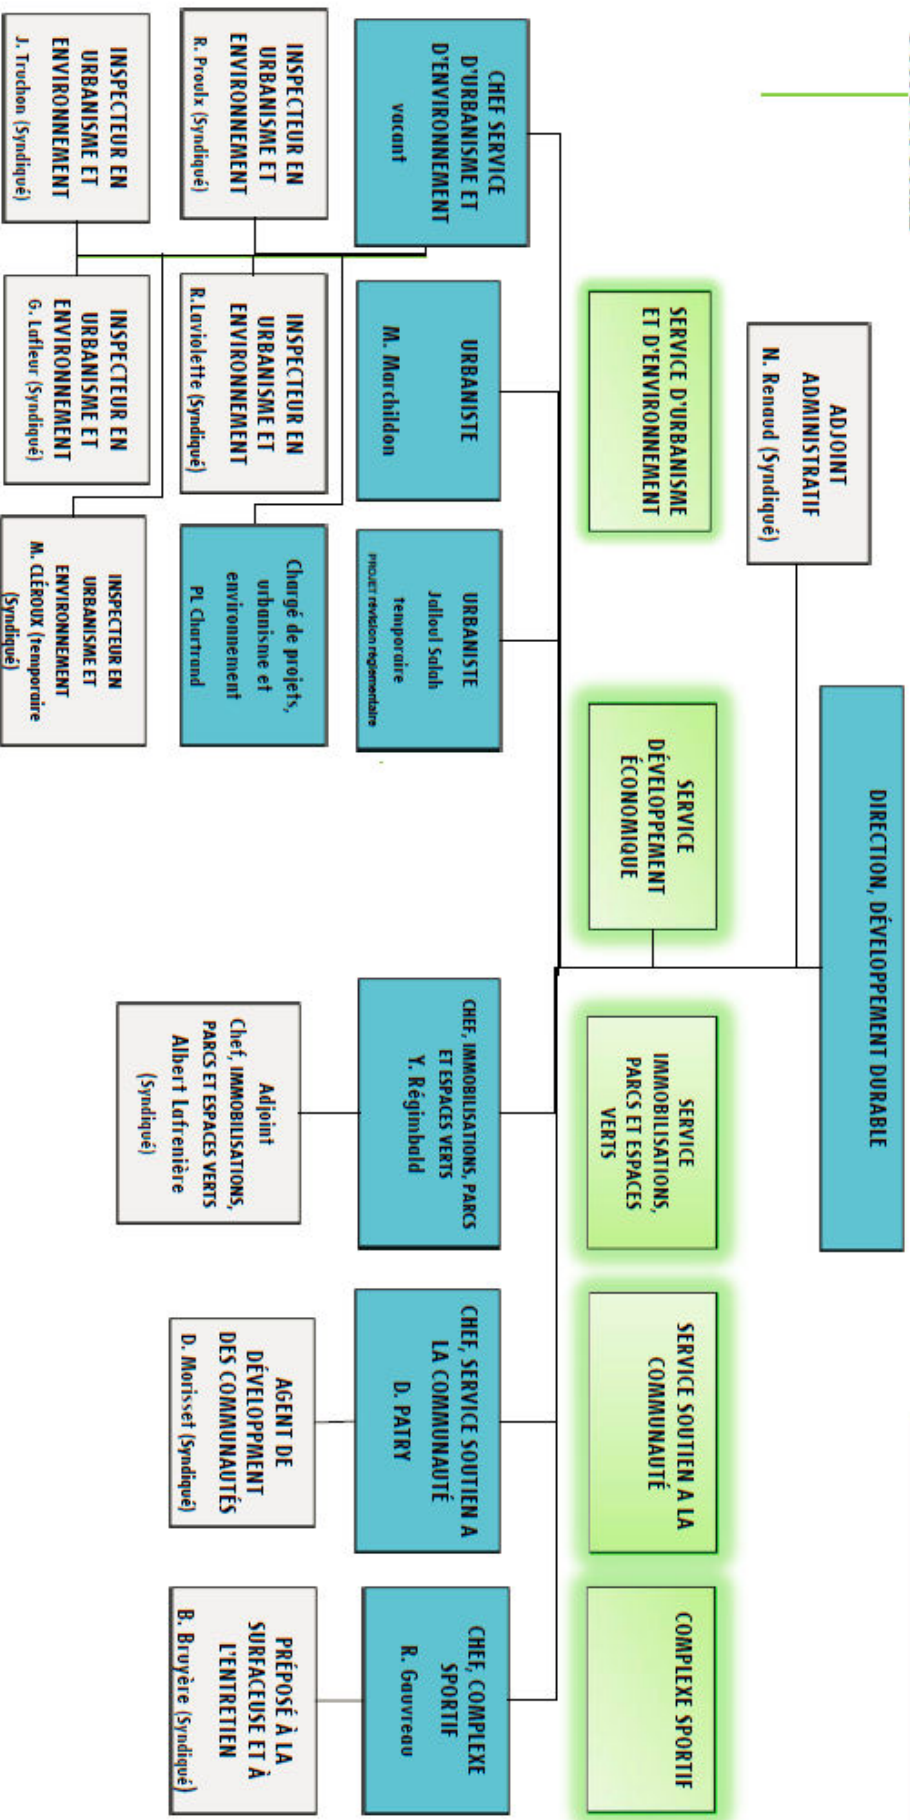 DIRECTION, DÉVELOPPEMENT DURABLE
ADJOINT
ADMINISTRATIF
N. Renaud (Syndiqué)
SERVICE D'URBANISME
ET D'ENVIRONNEMENT
SERVICE
DÉVELOPPEMENT
ÉCONOMIQUE
SERVICE
IMMOBILISATIONS,
PARCS ET ESPACES
VERTS
SERVICE SOUTIEN A LA
COMMUNAUTÉ
COMPLEXE SPORTIF
CHEF SERVICE
D'URBANISME ET
D'ENVIRONNEMENT
vacant
URBANISTE
M. Marchildon
URBANISTE
Jalloul Salah
temporaire
PROJET révision règlementaire
CHEF, IMMOBILISATIONS, PARCS
ET ESPACES VERTS
Y. Régimbald
CHEF, SERVICE SOUTIEN A
LA COMMUNAUTÉ
D. PATRY
CHEF, COMPLEXE
SPORTIF
R. Gauvreau
INSPECTEUR EN
URBANISME ET
ENVIRONNEMENT
R. Proulx (Syndiqué)
INSPECTEUR EN
URBANISME ET
ENVIRONNEMENT
R.Laviolette (Syndiqué)
Chargé de projets,
urbanisme et
environnement
PL Chartrand
Adjoint
Chef, IMMOBILISATIONS,
PARCS ET ESPACES VERTS
Albert Lafrenière
(Syndiqué)
AGENT DE
DÉVELOPPMENT
DES COMMUNAUTÉS
D. Morisset (Syndiqué)
PRÉPOSÉ À LA
SURFACEUSE ET À
L'ENTRETIEN
B. Bruyère (Syndiqué)
INSPECTEUR EN
URBANISME ET
ENVIRONNEMENT
J. Truchon (Syndiqué)
INSPECTEUR EN
URBANISME ET
ENVIRONNEMENT
G. Lafleur (Syndiqué)
INSPECTEUR EN
URBANISME ET
ENVIRONNEMENT
M. CLÉROUX (temporaire
(Syndiqué)